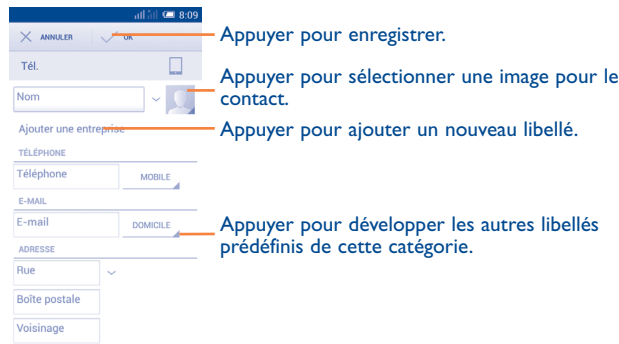 8:09
ANNULER OK
Appuyer pour enregistrer.
Tél.
Appuyer pour sélectionner une image pour le
contact.
Nom
Ajouter une entreprise
Appuyer pour ajouter un nouveau libellé.
TÉLÉPHONE
Téléphone MOBILE
E-MAIL
E-mail DOMICILE
Appuyer pour développer les autres libellés
prédéfinis de cette catégorie.
ADRESSE
Rue
Boîte postale
Voisinage